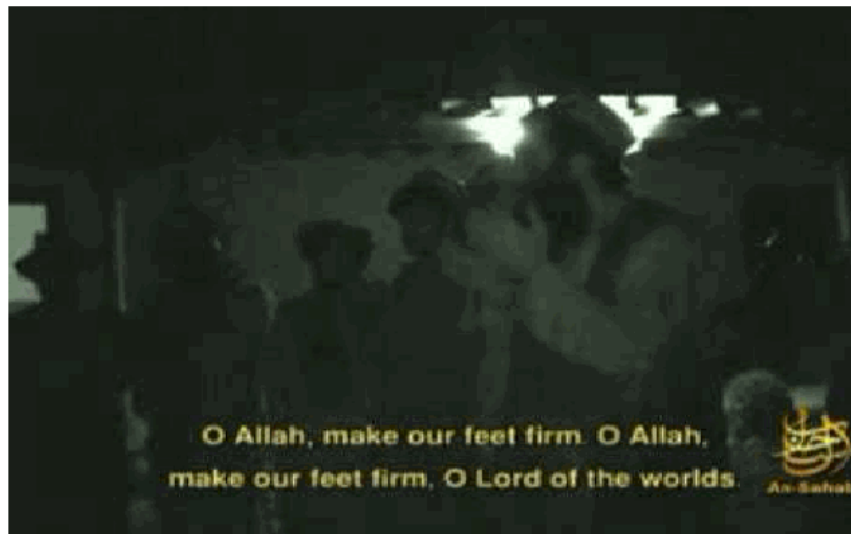 O Allah, make our feet firm. O Allah,
make our feet firm, O Lord of the worlds
As-Sahab